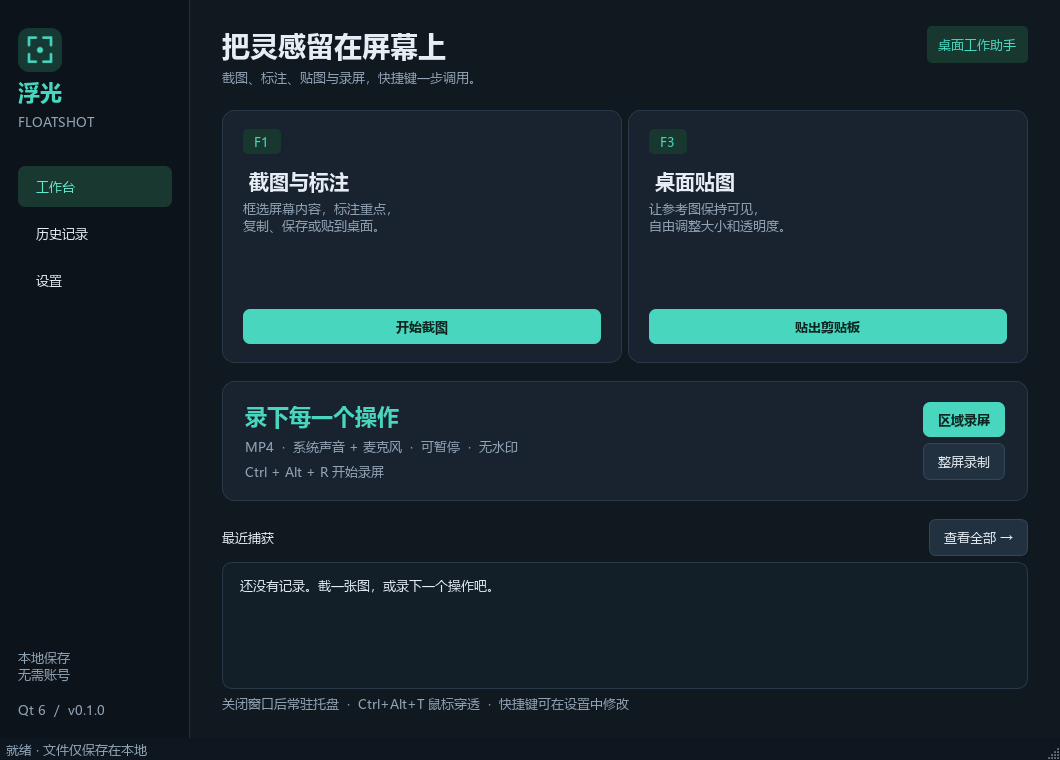 浮光
FLOATSHOT
工作台
历史记录
设置
本地保存
无需账号
Qt 6 / v0.1.0
把灵感留在屏幕上
截图、标注、贴图与录屏，快捷键一步调用。
桌面工作助手
F1
截图与标注
框选屏幕内容，标注重点，
复制、保存或贴到桌面。
开始截图
F3
桌面贴图
让参考图保持可见，
自由调整大小和透明度。
贴出剪贴板
录下每一个操作
MP4 · 系统声音 + 麦克风 · 可暂停 · 无水印
Ctrl + Alt + R 开始录屏
区域录屏
整屏录制
最近捕获
查看全部 →
还没有记录。截一张图，或录下一个操作吧。
关闭窗口后常驻托盘 · Ctrl+Alt+T 鼠标穿透 · 快捷键可在设置中修改
就绪 · 文件仅保存在本地